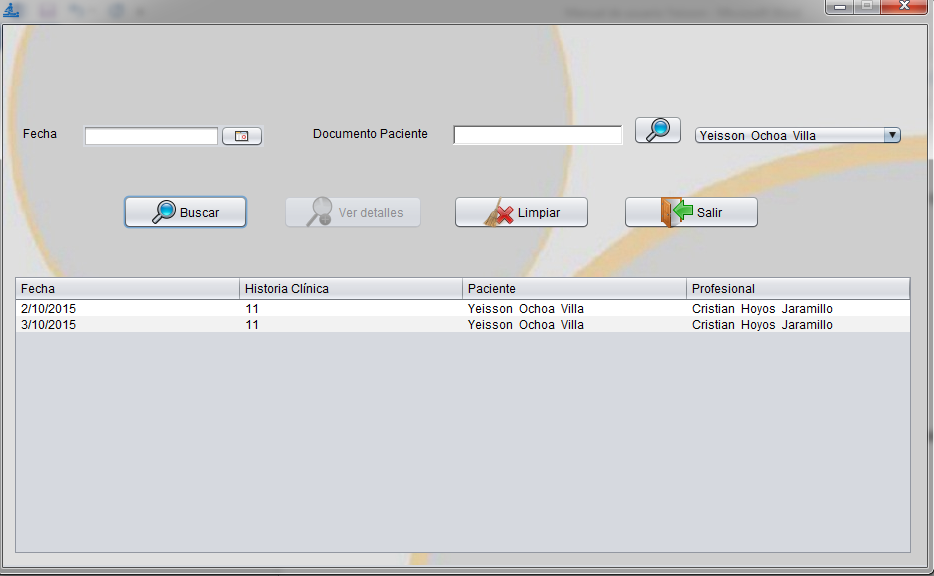 Fecha
Documento Paciente
Yeisson Ochoa Villa
Buscar
Ver detalles
Limpiar
Salir
Fecha Historia Clínica Paciente Profesional
2/10/2015 11 Yeisson Ochoa Villa Cristian Hoyos Jaramillo
3/10/2015 11 Yeisson Ochoa Villa Cristian Hoyos Jaramillo